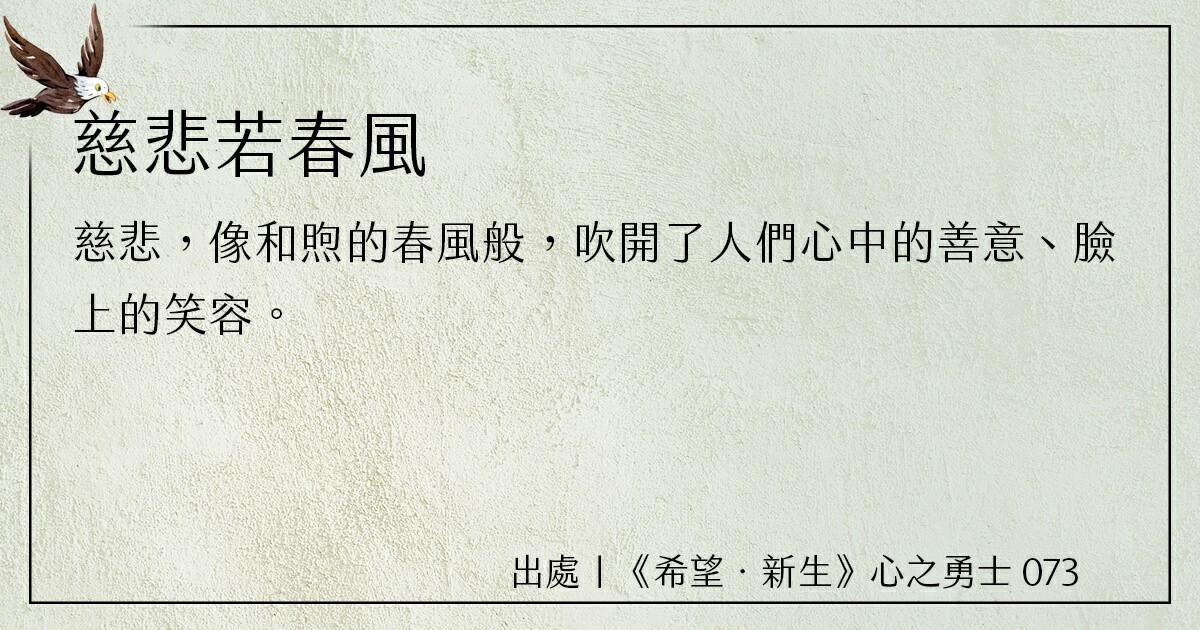 慈悲若春風
慈悲，像和煦的春風般，吹開了人們心中的善意、臉
上的笑容。
出處｜《希望．新生》心之勇士 073